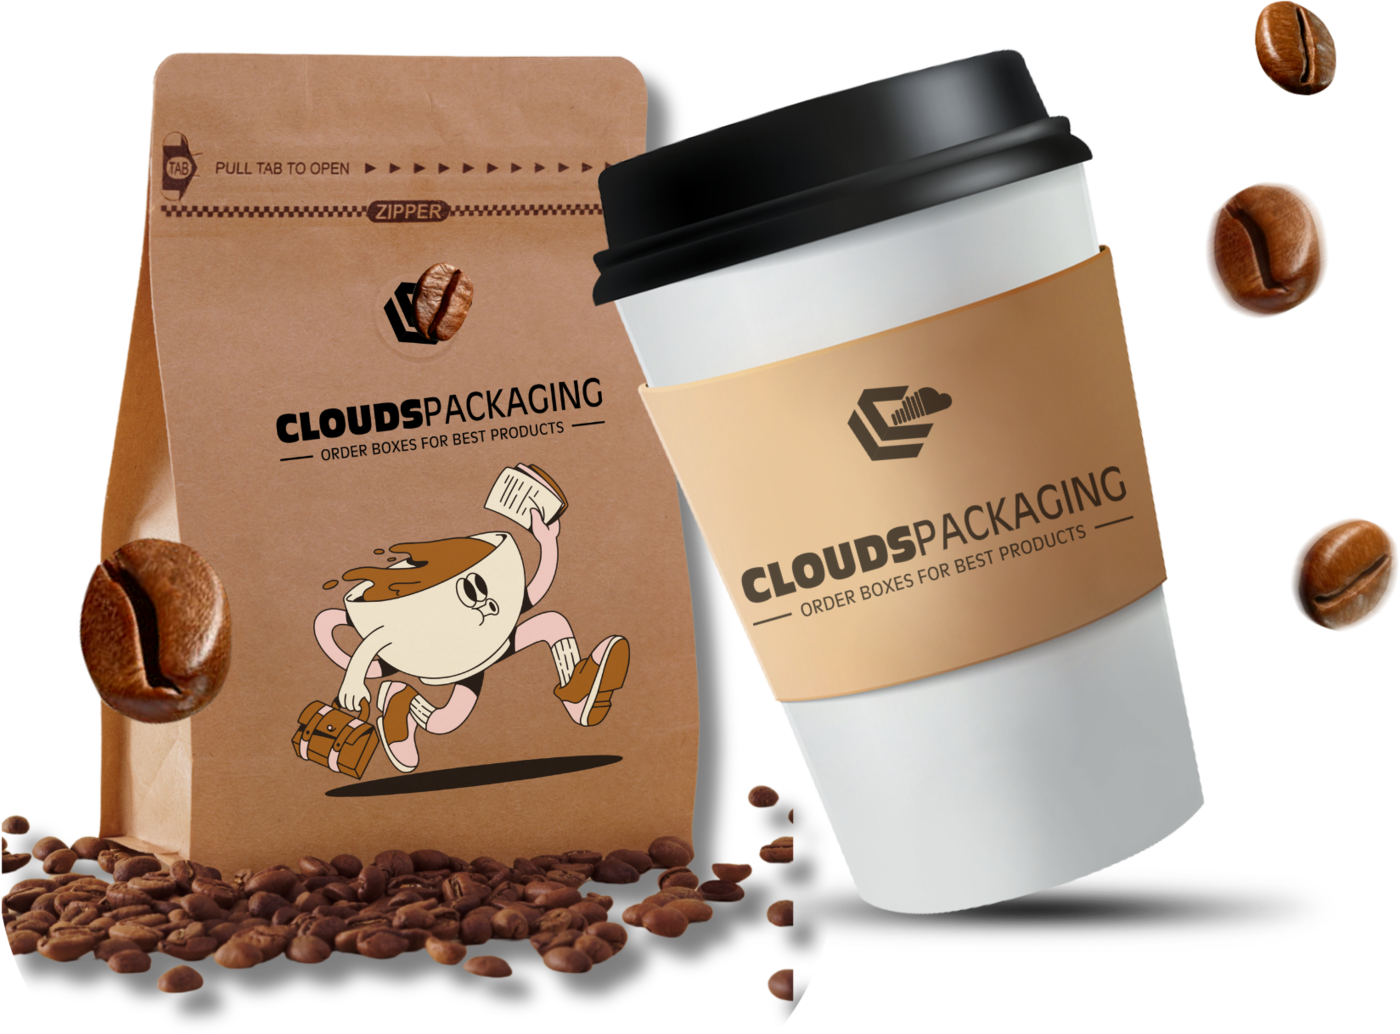 TAB
PULL TAB TO OPEN
ZIPPER
CLOUDSPACKAGING
ORDER BOXES FOR BEST PRODUCTS
CLOUDSPACKAGING
ORDER BOXES FOR BEST PRODUCTS